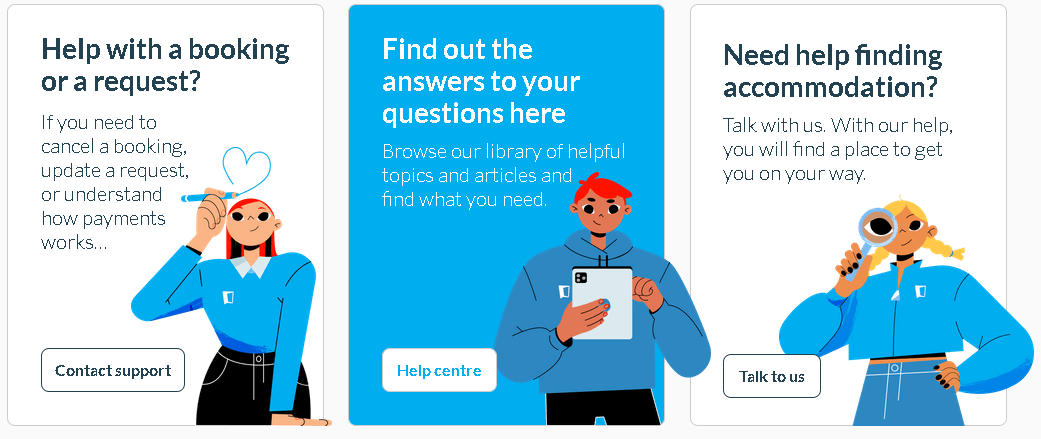 Help with a booking
or a request?
If you need to
cancel a booking,
update a request,
or understand
how payments
works...
Contact support
Find out the
answers to your
questions here
Browse our library of helpful
topics and articles and
find what you need.
Help centre
Need help finding
accommodation?
Talk with us. With our help,
you will find a place to get
you on your way.
Talk to us